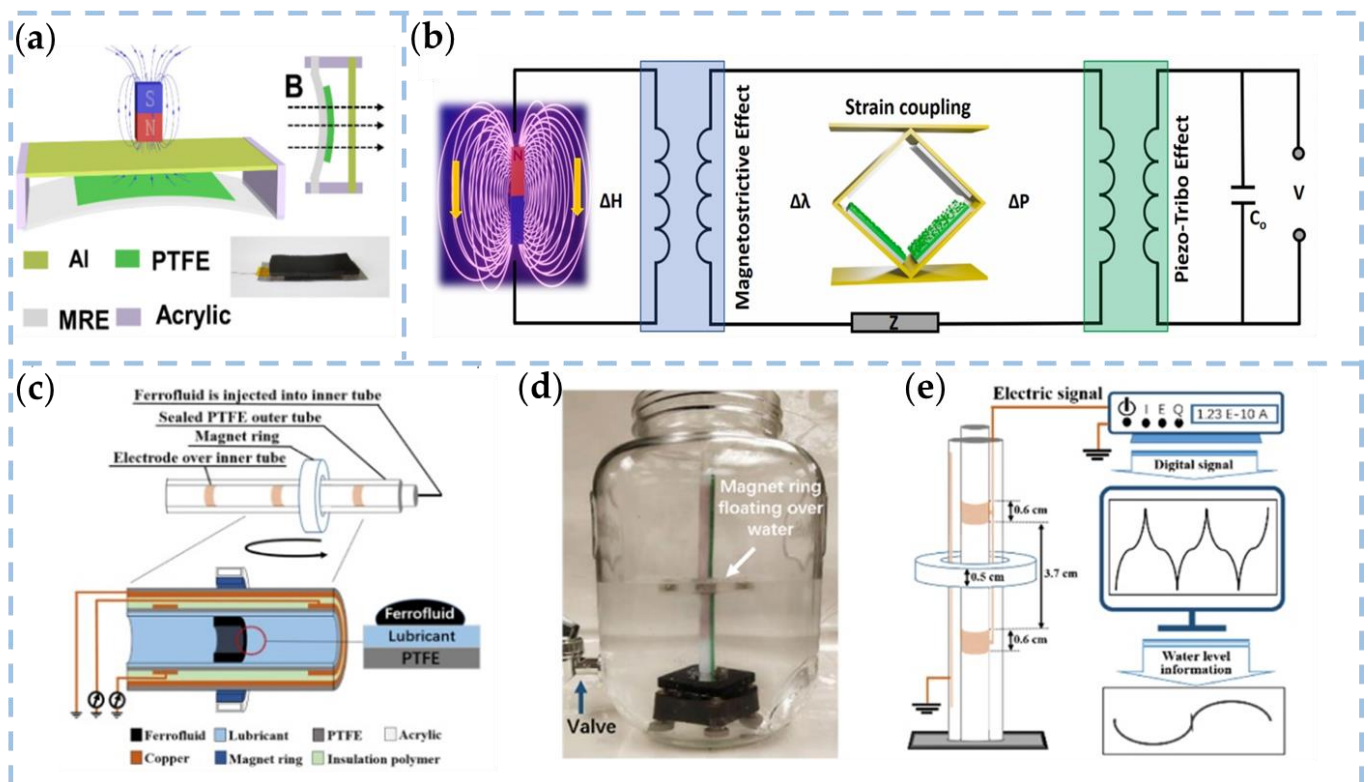 (a)
S
N
B
Al
PTFE
MRE
Acrylic
(b)
N
ΔH
Magnetostrictive Effect
Strain coupling
Δλ
ΔP
Z
Piezo-Tribo Effect
C₀
V
(c)
Ferrofluid is injected into inner tube
Sealed PTFE outer tube
Magnet ring
Electrode over inner tube
Ferrofluid
Lubricant
PTFE
Ferrofluid
Lubricant
PTFE
Acrylic
Copper
Magnet ring
Insulation polymer
(d)
Magnet ring
floating over
water
Valve
(e)
Electric signal
I E Q
1.23 E-10 A
Digital signal
0.6 cm
0.5 cm
3.7 cm
0.6 cm
Water level
information